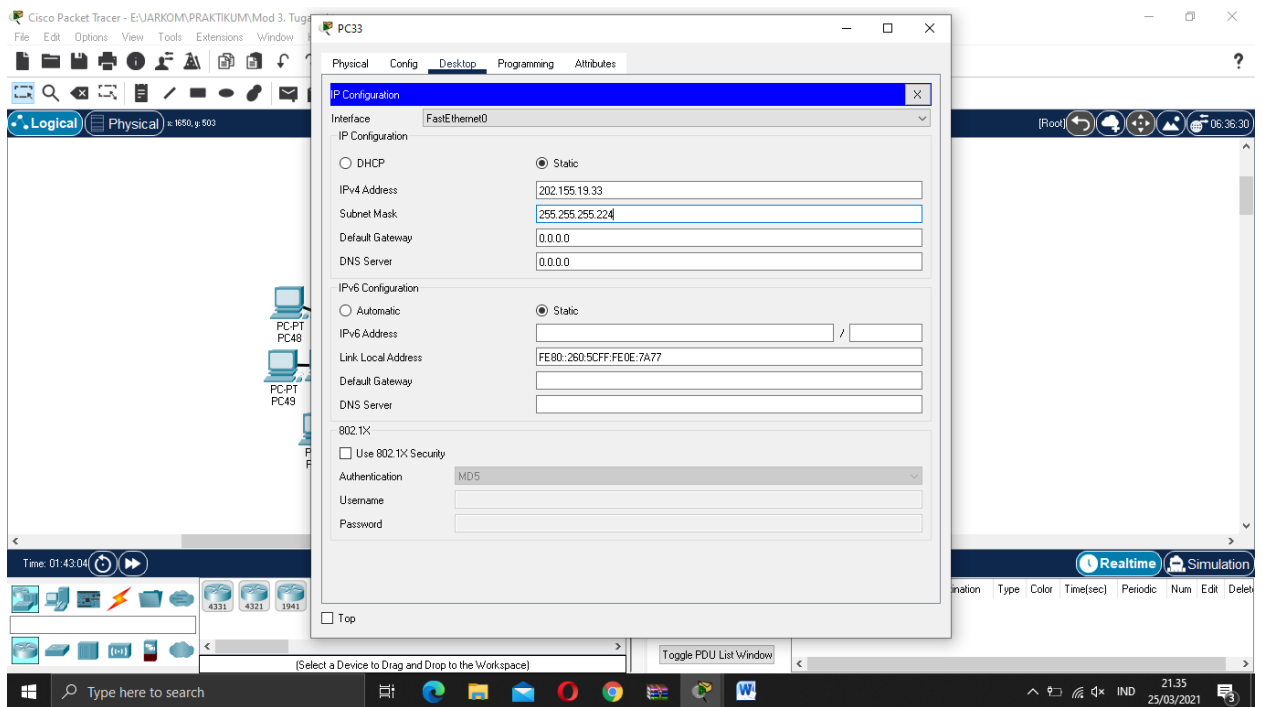 Cisco Packet Tracer - E:\JARKOM\PRAKTIKUM\Mod 3. Tuga
File Edit Options View Tools Extensions Window
?
Logical Physical x: 1650, y: 503
[Root] 06:36:30
PC33
Physical Config Desktop Programming Attributes
IP Configuration X
Interface FastEthernet0
IP Configuration
DHCP Static
IPv4 Address 202.155.19.33
Subnet Mask 255.255.255.224
Default Gateway 0.0.0.0
DNS Server 0.0.0.0
IPv6 Configuration
Automatic Static
IPv6 Address /
Link Local Address FE80::260:5CFF:FE0E:7A77
Default Gateway
DNS Server
802.1X
Use 802.1X Security
Authentication MD5
Username
Password
Top
PC-PT
PC48
PC-PT
PC49
P
F
Time: 01:43:04
Realtime Simulation
4331 4321 1941
(Select a Device to Drag and Drop to the Workspace)
Toggle PDU List Window
ination Type Color Time(sec) Periodic Num Edit Delete
Type here to search
IND 21.35
25/03/2021
3